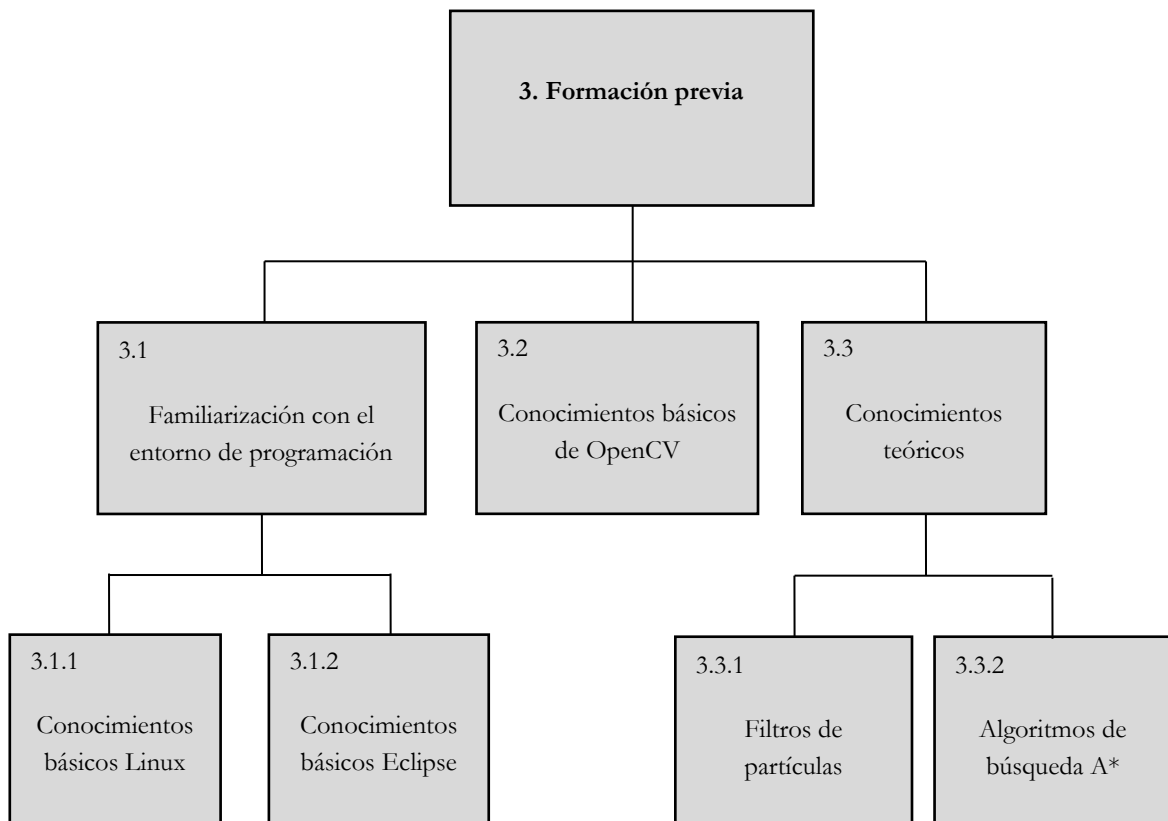 3. Formación previa
3.1
Familiarización con el
entorno de programación
3.2
Conocimientos básicos
de OpenCV
3.3
Conocimientos
teóricos
3.1.1
Conocimientos
básicos Linux
3.1.2
Conocimientos
básicos Eclipse
3.3.1
Filtros de
partículas
3.3.2
Algoritmos de
búsqueda A*